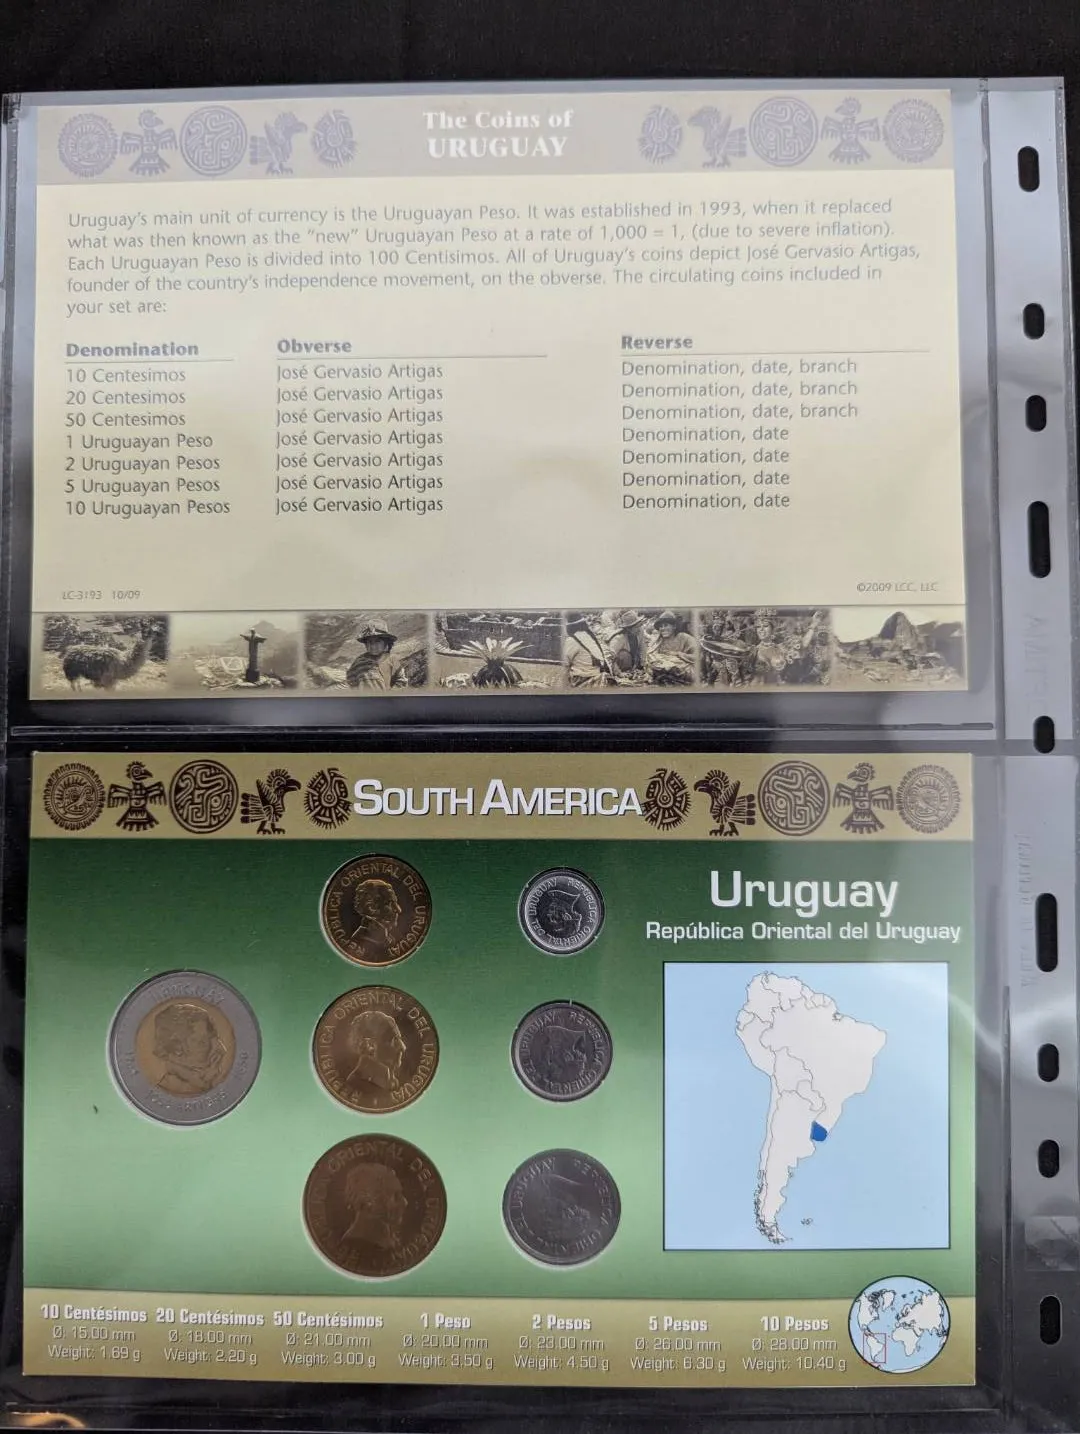 The Coins of
URUGUAY
Uruguay's main unit of currency is the Uruguayan Peso. It was established in 1993, when it replaced
what was then known as the "new" Uruguayan Peso at a rate of 1,000 = 1, (due to severe inflation).
Each Uruguayan Peso is divided into 100 Centisimos. All of Uruguay's coins depict José Gervasio Artigas,
founder of the country's independence movement, on the obverse. The circulating coins included in
your set are:
Denomination Obverse Reverse
10 Centesimos José Gervasio Artigas Denomination, date, branch
20 Centesimos José Gervasio Artigas Denomination, date, branch
50 Centesimos José Gervasio Artigas Denomination, date, branch
1 Uruguayan Peso José Gervasio Artigas Denomination, date
2 Uruguayan Pesos José Gervasio Artigas Denomination, date
5 Uruguayan Pesos José Gervasio Artigas Denomination, date
10 Uruguayan Pesos José Gervasio Artigas Denomination, date
LC-3193 10/09 ©2009 LCC, LLC
SOUTH AMERICA
Uruguay
República Oriental del Uruguay
REPUBLICA ORIENTAL DEL URUGUAY
REPUBLICA ORIENTAL DEL URUGUAY
URUGUAY
REPUBLICA ORIENTAL DEL URUGUAY
REPUBLICA ORIENTAL DEL URUGUAY
REPUBLICA ORIENTAL DEL URUGUAY
REPUBLICA ORIENTAL DEL URUGUAY
10 Centésimos 20 Centésimos 50 Centésimos 1 Peso 2 Pesos 5 Pesos 10 Pesos
Ø: 15.00 mm Ø: 18.00 mm Ø: 21.00 mm Ø: 20.00 mm Ø: 23.00 mm Ø: 26.00 mm Ø: 28.00 mm
Weight: 1.69 g Weight: 2.20 g Weight: 3.00 g Weight: 3.50 g Weight: 4.50 g Weight: 6.30 g Weight: 10.40 g